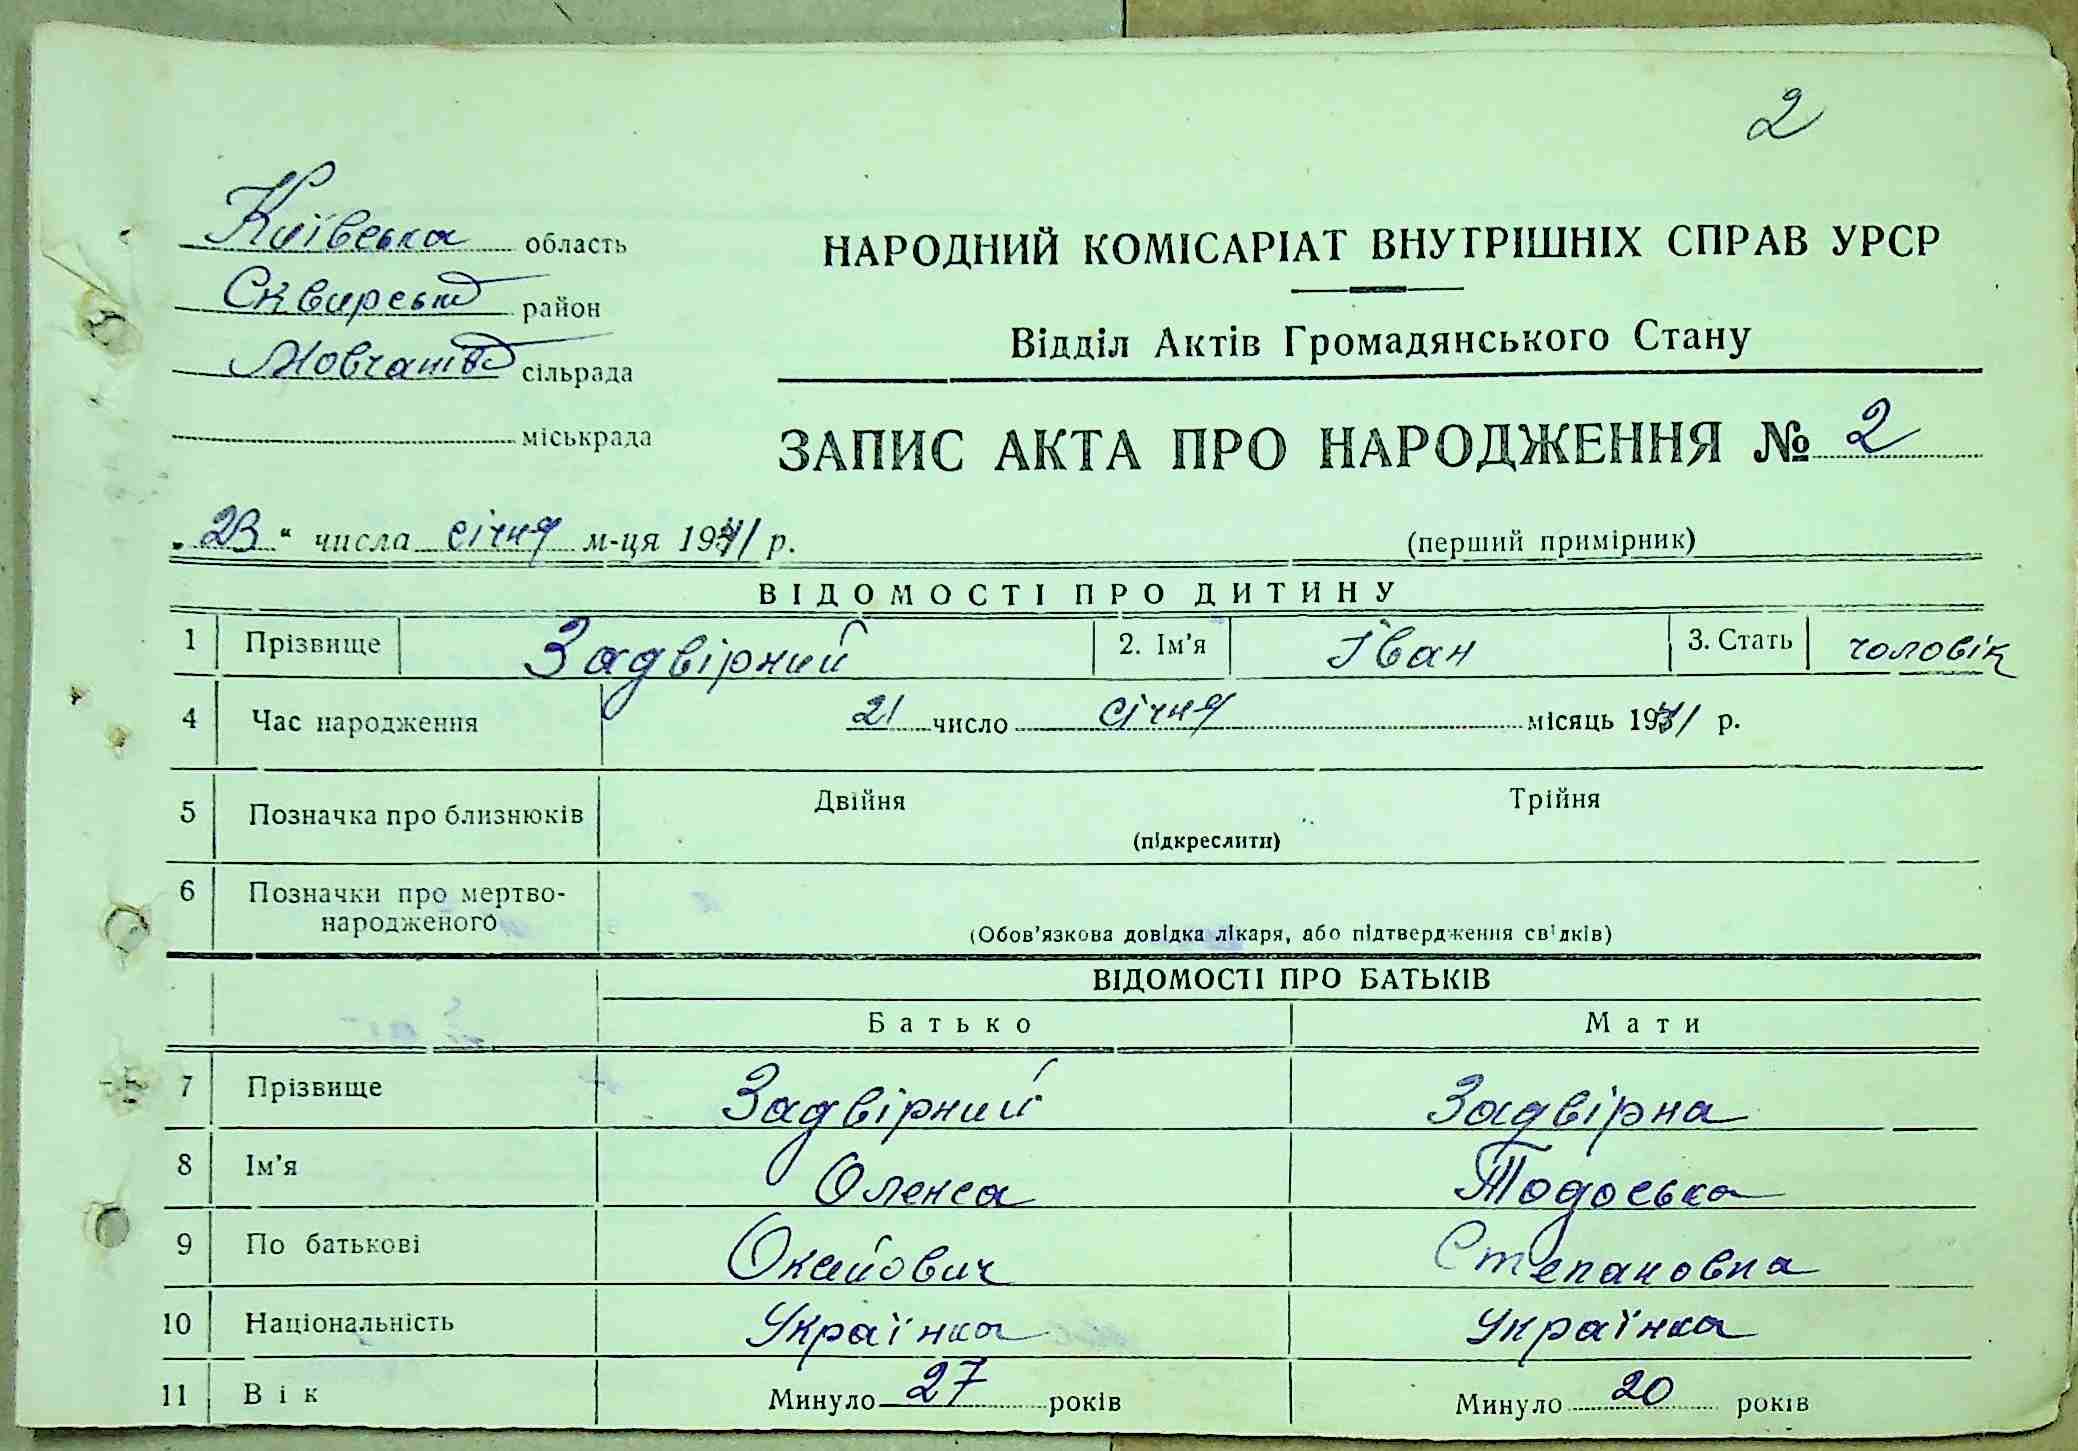 2
Київська область
Сквирськ район
Мовчанів сільрада
міськрада
НАРОДНИЙ КОМІСАРІАТ ВНУТРІШНІХ СПРАВ УРСР
Відділ Актів Громадянського Стану
ЗАПИС АКТА ПРО НАРОДЖЕННЯ № 2
„23“ числа січня м-ця 1941 р.
(перший примірник)
ВІДОМОСТІ ПРО ДИТИНУ
1 Прізвище Задвірний 2. Ім’я Іван 3. Стать чоловік
4 Час народження 21 число січня місяць 1941 р.
5 Позначка про близнюків Двійня Трійня
(підкреслити)
6 Позначки про мертво-
народженого
(Обов’язкова довідка лікаря, або підтвердження свідків)
ВІДОМОСТІ ПРО БАТЬКІВ
Батько Мати
7 Прізвище Задвірний Задвірна
8 Ім’я Олекса Тодоська
9 По батькові Степановна
10 Національність Українка Українка
11 Вік Минуло 27 років Минуло 20 років